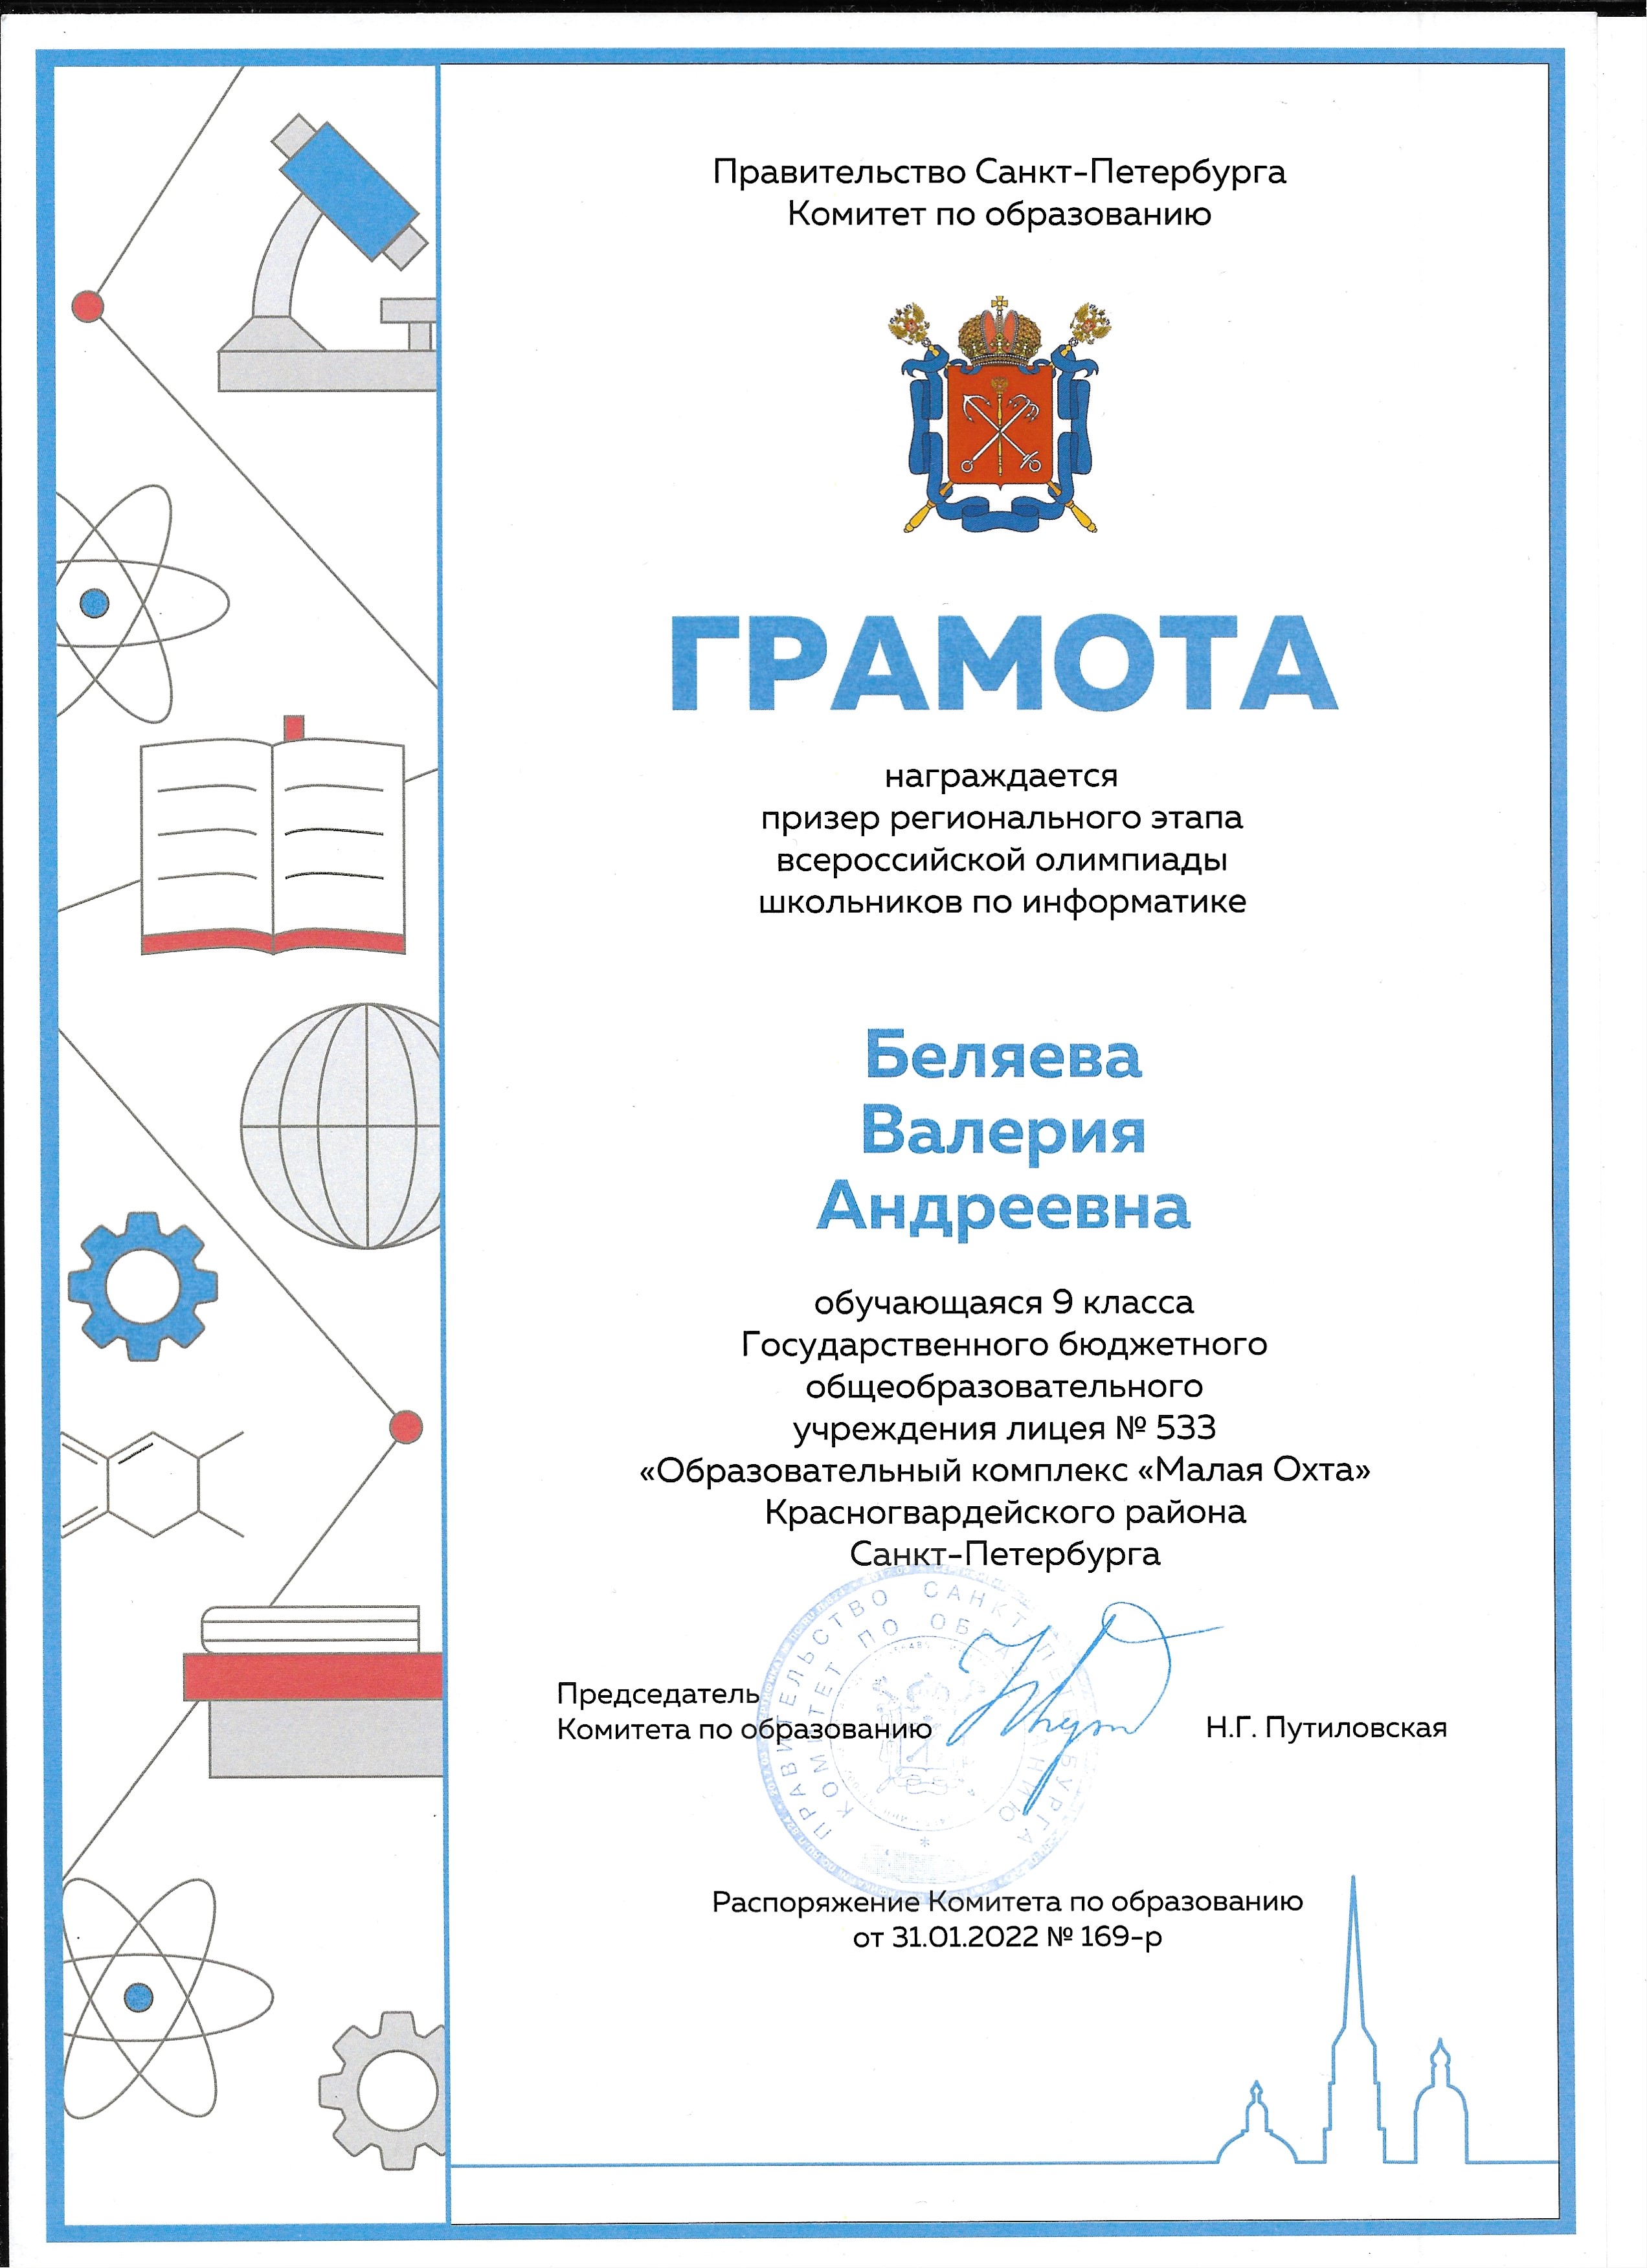 Правительство Санкт-Петербурга
Комитет по образованию
ГРАМОТА
награждается
призер регионального этапа
всероссийской олимпиады
школьников по информатике
Беляева
Валерия
Андреевна
обучающаяся 9 класса
Государственного бюджетного
общеобразовательного
учреждения лицея № 533
«Образовательный комплекс «Малая Охта»
Красногвардейского района
Санкт-Петербурга
Председатель
Комитета по образованию
Н.Г. Путиловская
ПРАВИТЕЛЬСТВО САНКТ-ПЕТЕРБУРГА
КОМИТЕТ ПО ОБРАЗОВАНИЮ
Распоряжение Комитета по образованию
от 31.01.2022 № 169-р